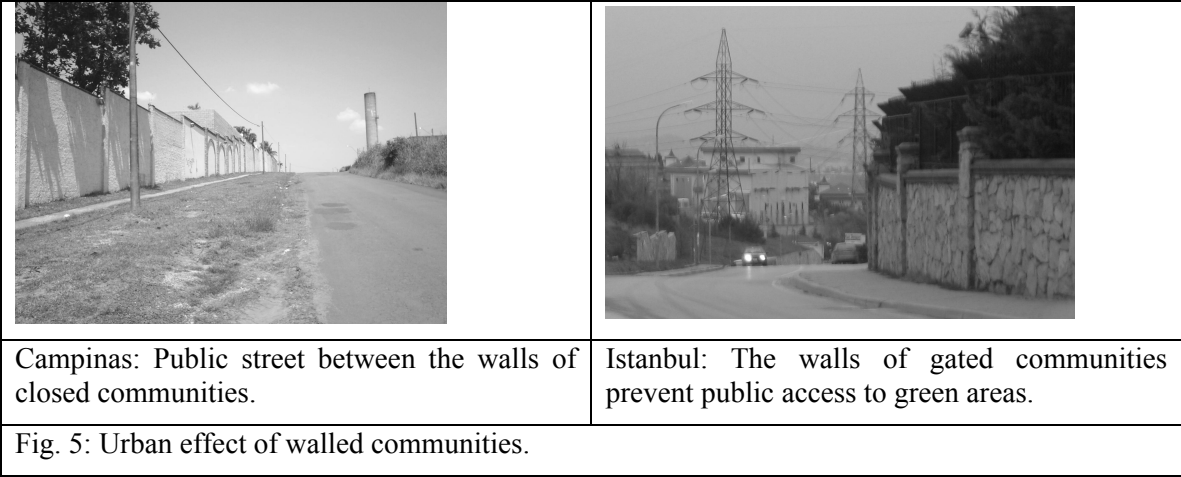 Campinas: Public street between the walls of
closed communities.
Istanbul: The walls of gated communities
prevent public access to green areas.
Fig. 5: Urban effect of walled communities.